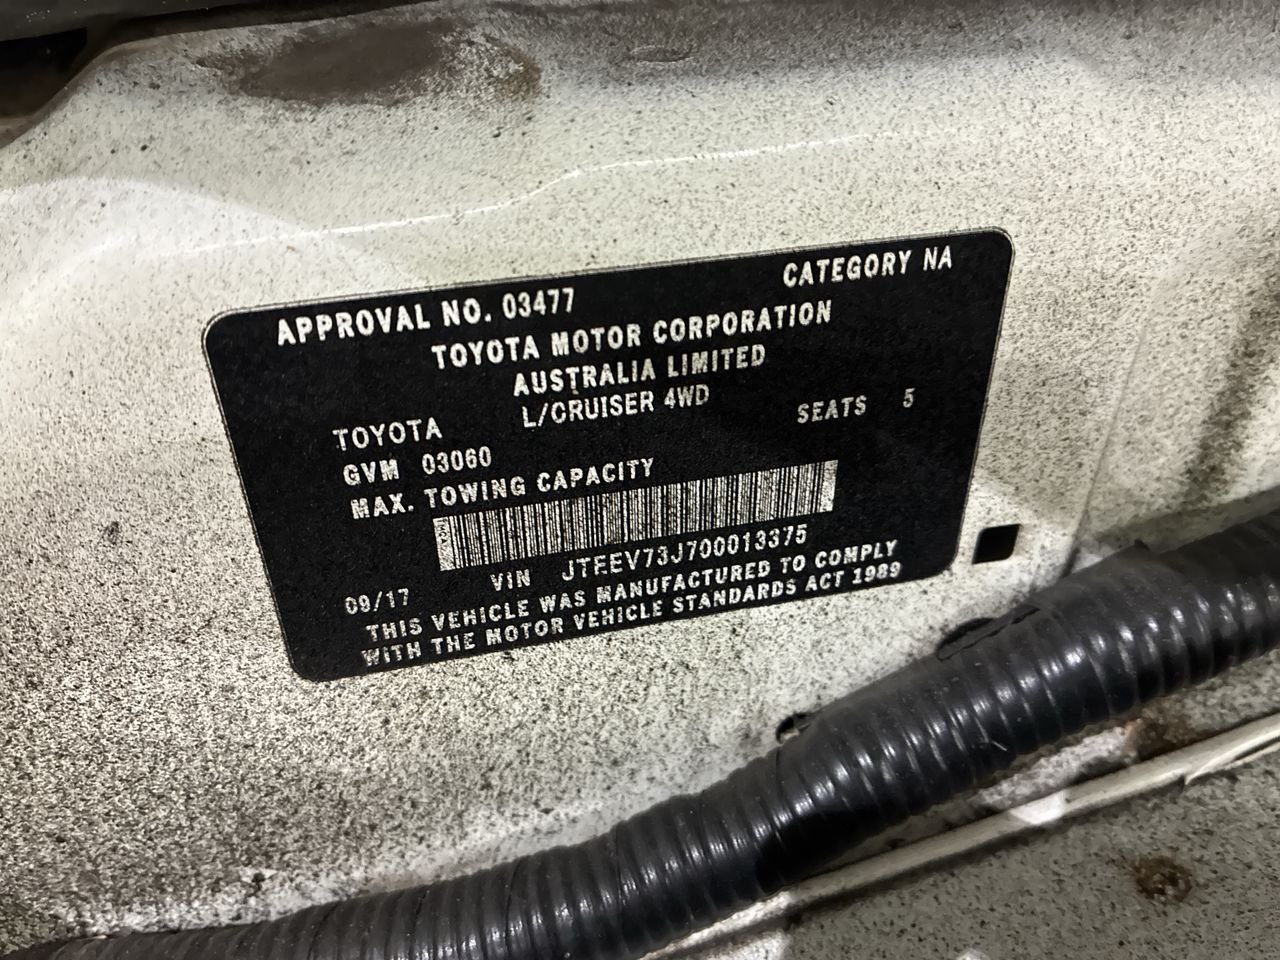 APPROVAL NO. 03477 CATEGORY NA
TOYOTA MOTOR CORPORATION
AUSTRALIA LIMITED
TOYOTA L/CRUISER 4WD SEATS 5
GVM 03060
MAX. TOWING CAPACITY
09/17 VIN JTEEV73J700013375
THIS VEHICLE WAS MANUFACTURED TO COMPLY
WITH THE MOTOR VEHICLE STANDARDS ACT 1989